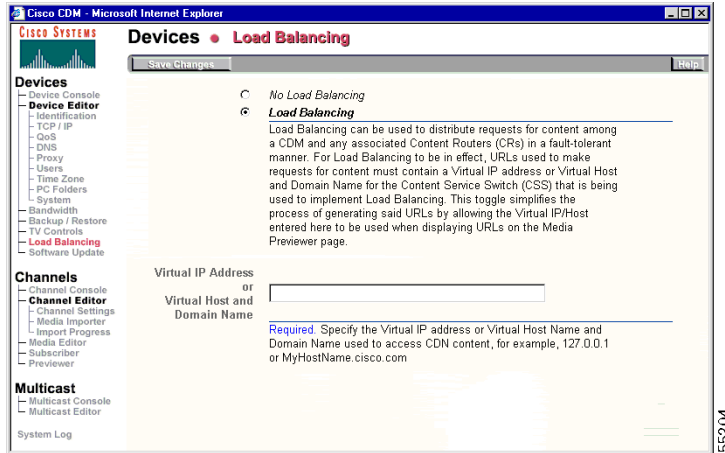 Cisco CDM - Microsoft Internet Explorer
CISCO SYSTEMS
Devices • Load Balancing
Save Changes
Help
Devices
Device Console
Device Editor
Identification
TCP / IP
QoS
DNS
Proxy
Users
Time Zone
PC Folders
System
Bandwidth
Backup / Restore
TV Controls
Load Balancing
Software Update
Channels
Channel Console
Channel Editor
Channel Settings
Media Importer
Import Progress
Media Editor
Subscriber
Previewer
Multicast
Multicast Console
Multicast Editor
System Log
No Load Balancing
Load Balancing
Load Balancing can be used to distribute requests for content among
a CDM and any associated Content Routers (CRs) in a fault-tolerant
manner. For Load Balancing to be in effect, URLs used to make
requests for content must contain a Virtual IP address or Virtual Host
and Domain Name for the Content Service Switch (CSS) that is being
used to implement Load Balancing. This toggle simplifies the
process of generating said URLs by allowing the Virtual IP/Host
entered here to be used when displaying URLs on the Media
Previewer page.
Virtual IP Address
or
Virtual Host and
Domain Name
Required. Specify the Virtual IP address or Virtual Host Name and
Domain Name used to access CDN content, for example, 127.0.0.1
or MyHostName.cisco.com
55204